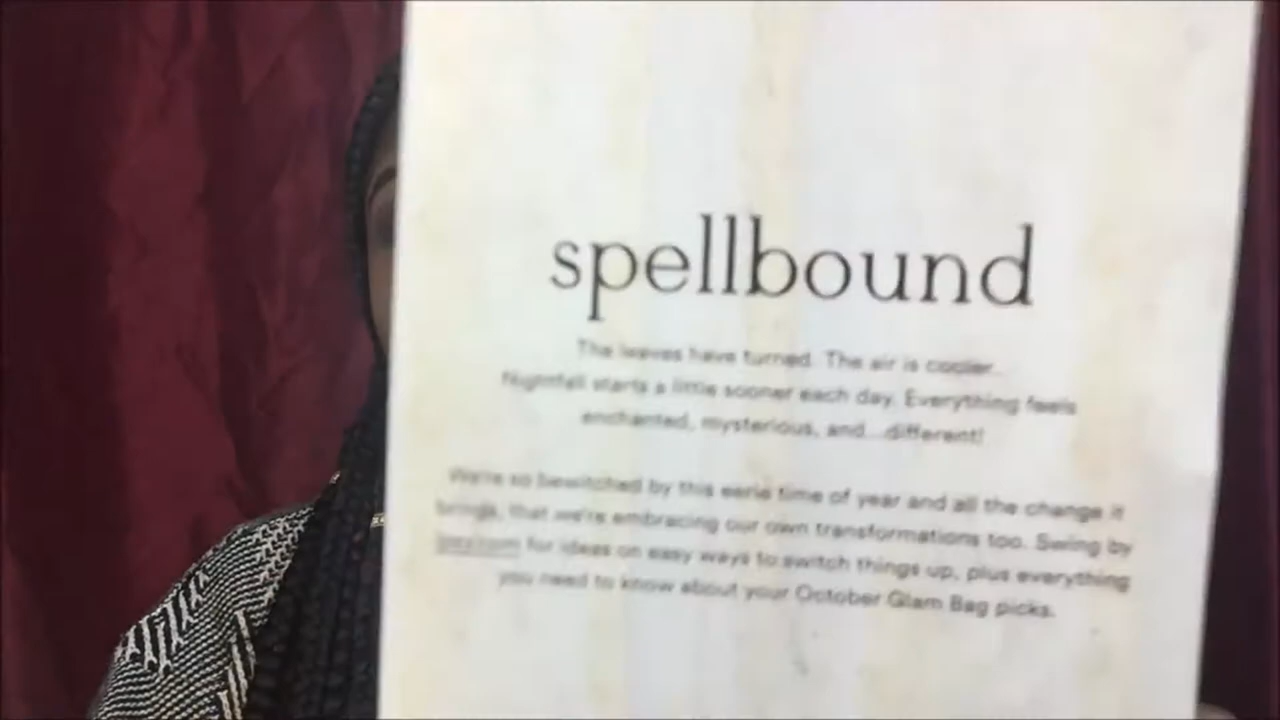 spellbound
The leaves have turned. The air is cooler...
Nightfall starts a little sooner each day. Everything feels
enchanted, mysterious, and...different!
We're so bewitched by this eerie time of year and all the change it
brings, that we're embracing our own transformations too. Swing by
for ideas on easy ways to switch things up, plus everything
you need to know about your October Glam Bag picks.